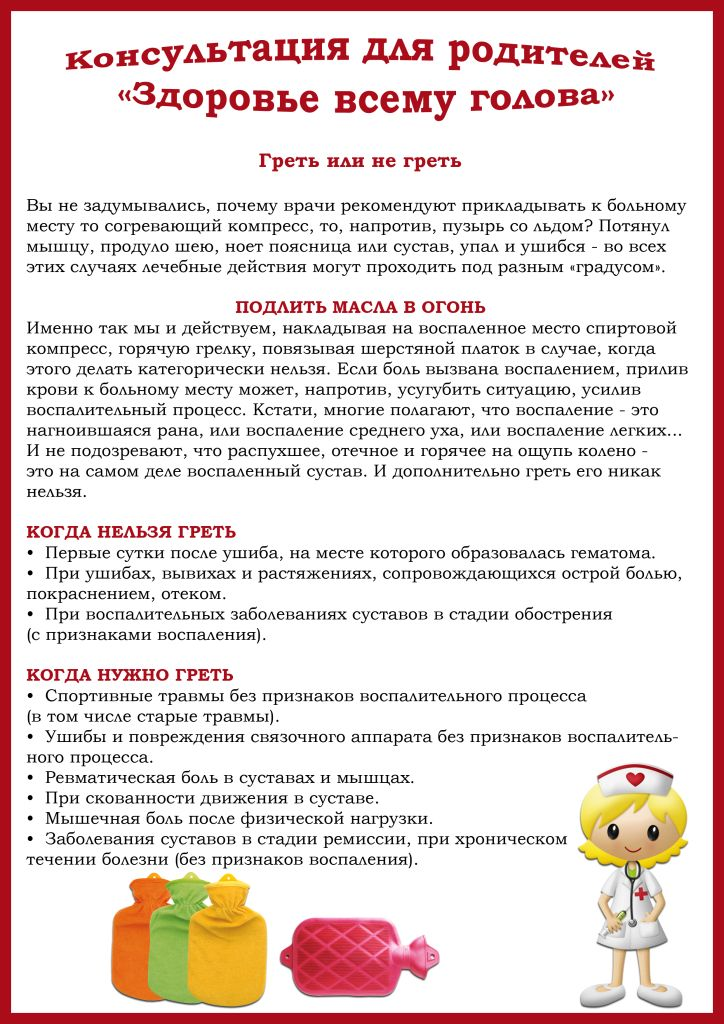 Консультация для родителей
«Здоровье всему голова»
Греть или не греть
Вы не задумывались, почему врачи рекомендуют прикладывать к больному
месту то согревающий компресс, то, напротив, пузырь со льдом? Потянул
мышцу, продуло шею, ноет поясница или сустав, упал и ушибся - во всех
этих случаях лечебные действия могут проходить под разным «градусом».
ПОДЛИТЬ МАСЛА В ОГОНЬ
Именно так мы и действуем, накладывая на воспаленное место спиртовой
компресс, горячую грелку, повязывая шерстяной платок в случае, когда
этого делать категорически нельзя. Если боль вызвана воспалением, прилив
крови к больному месту может, напротив, усугубить ситуацию, усилив
воспалительный процесс. Кстати, многие полагают, что воспаление - это
нагноившаяся рана, или воспаление среднего уха, или воспаление легких...
И не подозревают, что распухшее, отечное и горячее на ощупь колено -
это на самом деле воспаленный сустав. И дополнительно греть его никак
нельзя.
КОГДА НЕЛЬЗЯ ГРЕТЬ
• Первые сутки после ушиба, на месте которого образовалась гематома.
• При ушибах, вывихах и растяжениях, сопровождающихся острой болью,
покраснением, отеком.
• При воспалительных заболеваниях суставов в стадии обострения
(с признаками воспаления).
КОГДА НУЖНО ГРЕТЬ
• Спортивные травмы без признаков воспалительного процесса
(в том числе старые травмы).
• Ушибы и повреждения связочного аппарата без признаков воспалитель-
ного процесса.
• Ревматическая боль в суставах и мышцах.
• При скованности движения в суставе.
• Мышечная боль после физической нагрузки.
• Заболевания суставов в стадии ремиссии, при хроническом
течении болезни (без признаков воспаления).